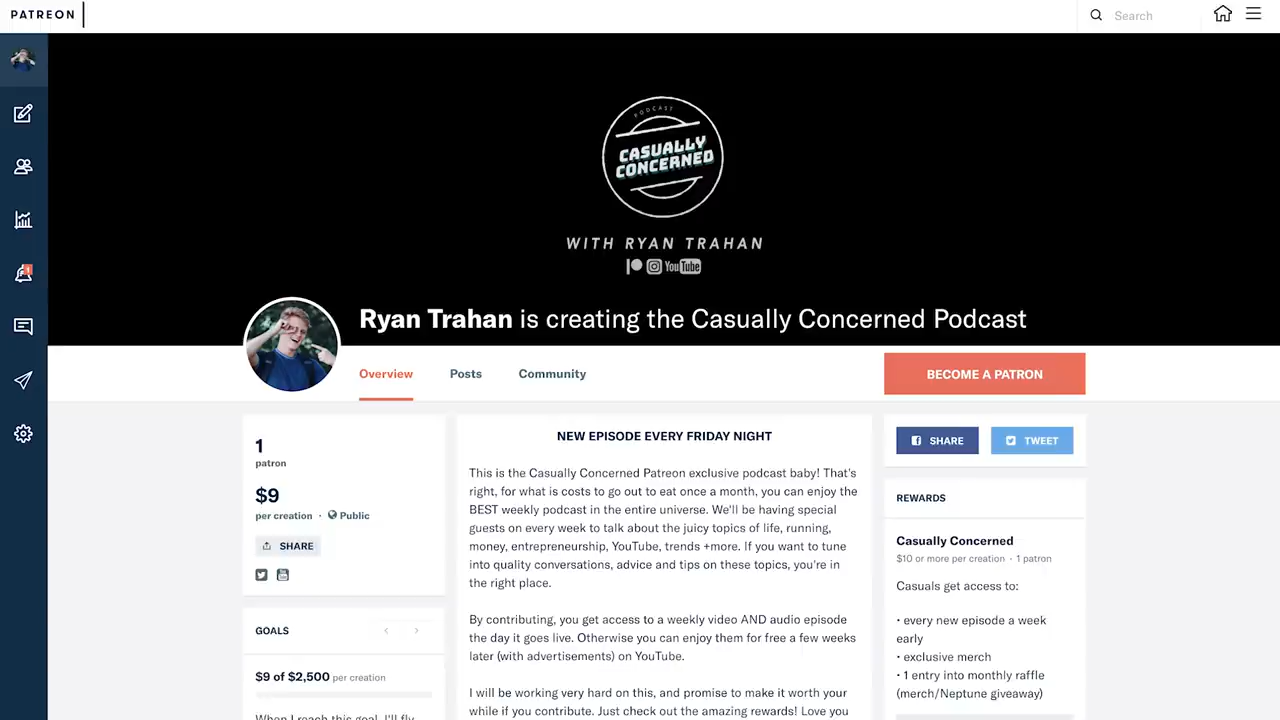 PATREON
Search
PODCAST
CASUALLY
CONCERNED
WITH RYAN TRAHAN
YouTube
Ryan Trahan is creating the Casually Concerned Podcast
Overview
Posts
Community
BECOME A PATRON
1
patron
$9
per creation · Public
SHARE
GOALS
$9 of $2,500 per creation
When I reach this goal, I'll fly
NEW EPISODE EVERY FRIDAY NIGHT
This is the Casually Concerned Patreon exclusive podcast baby! That's
right, for what is costs to go out to eat once a month, you can enjoy the
BEST weekly podcast in the entire universe. We'll be having special
guests on every week to talk about the juicy topics of life, running,
money, entrepreneurship, YouTube, trends +more. If you want to tune
into quality conversations, advice and tips on these topics, you're in
the right place.
By contributing, you get access to a weekly video AND audio episode
the day it goes live. Otherwise you can enjoy them for free a few weeks
later (with advertisements) on YouTube.
I will be working very hard on this, and promise to make it worth your
while if you contribute. Just check out the amazing rewards! Love you
SHARE
TWEET
REWARDS
Casually Concerned
$10 or more per creation · 1 patron
Casuals get access to:
• every new episode a week
early
• exclusive merch
• 1 entry into monthly raffle
(merch/Neptune giveaway)